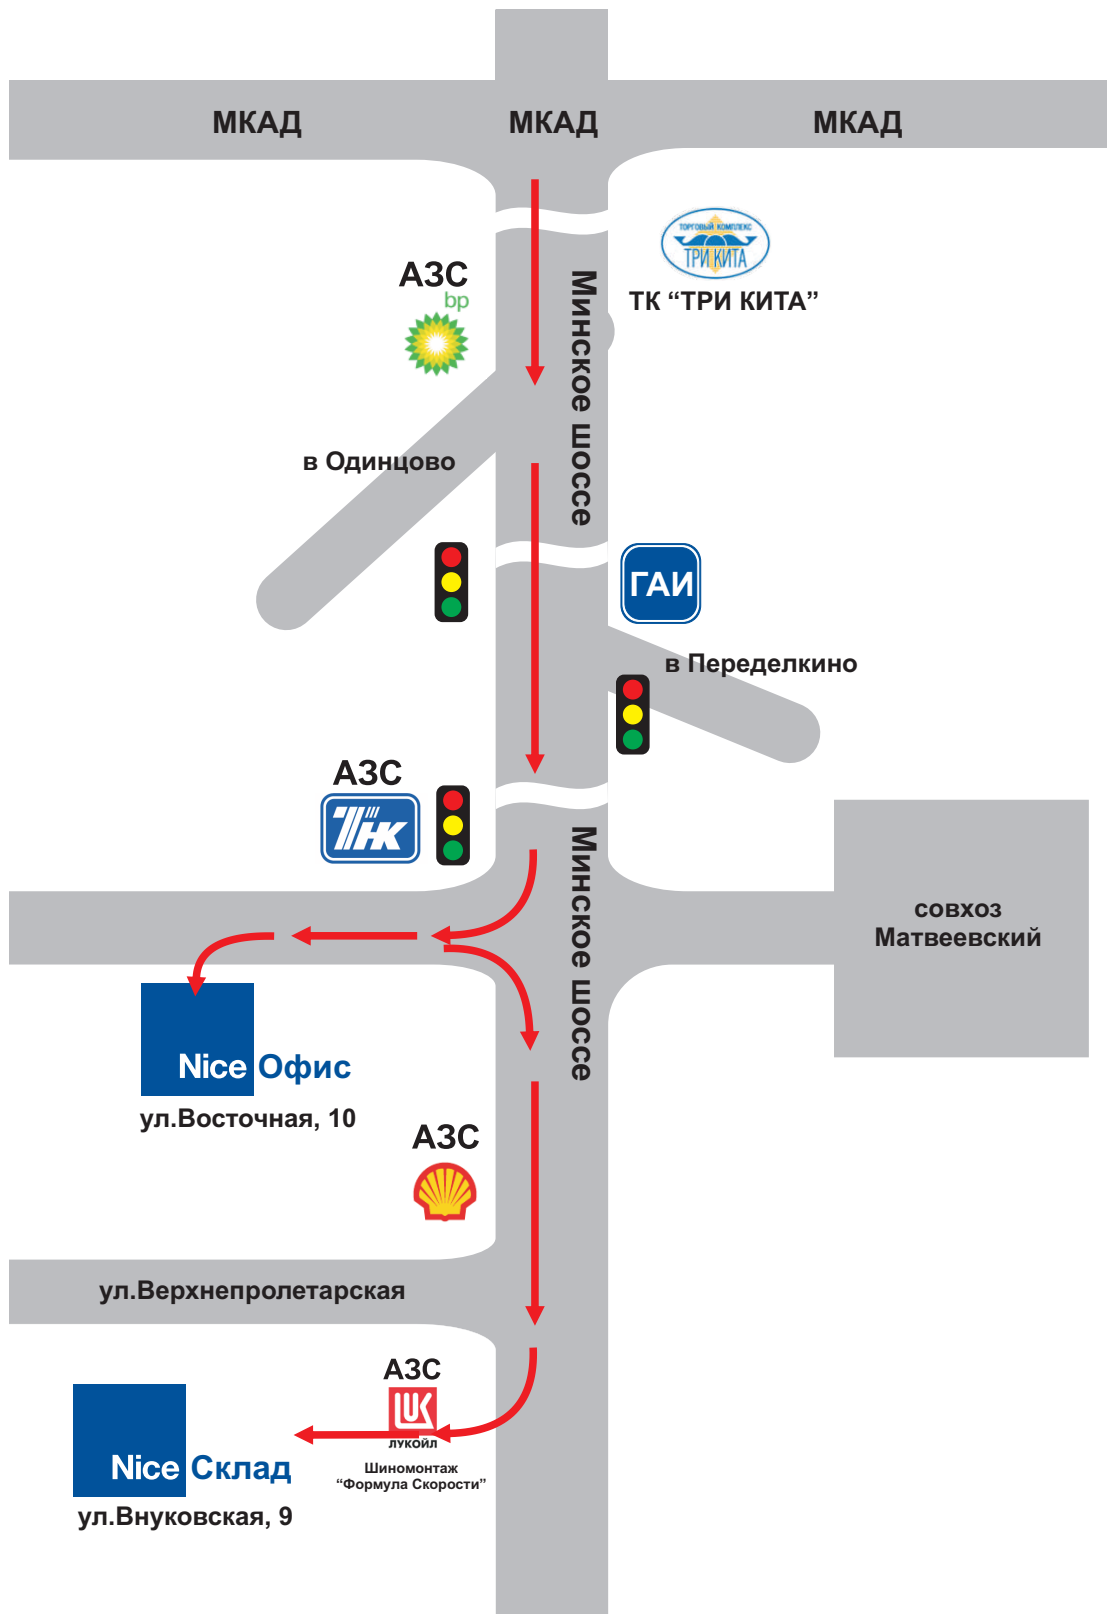 МКАД
МКАД
МКАД
ТОРГОВЫЙ КОМПЛЕКС
ТРИ КИТА
ТК “ТРИ КИТА”
АЗС
bp
Минское шоссе
в Одинцово
ГАИ
в Переделкино
АЗС
ТНК
Минское шоссе
совхоз
Матвеевский
Nice Офис
ул.Восточная, 10
АЗС
ул.Верхнепролетарская
АЗС
LUK
ЛУКОЙЛ
Шиномонтаж
“Формула Скорости”
Nice Склад
ул.Внуковская, 9